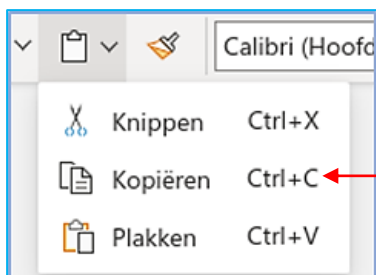 Calibri (Hoofd
Knippen Ctrl+X
Kopiëren Ctrl+C
Plakken Ctrl+V